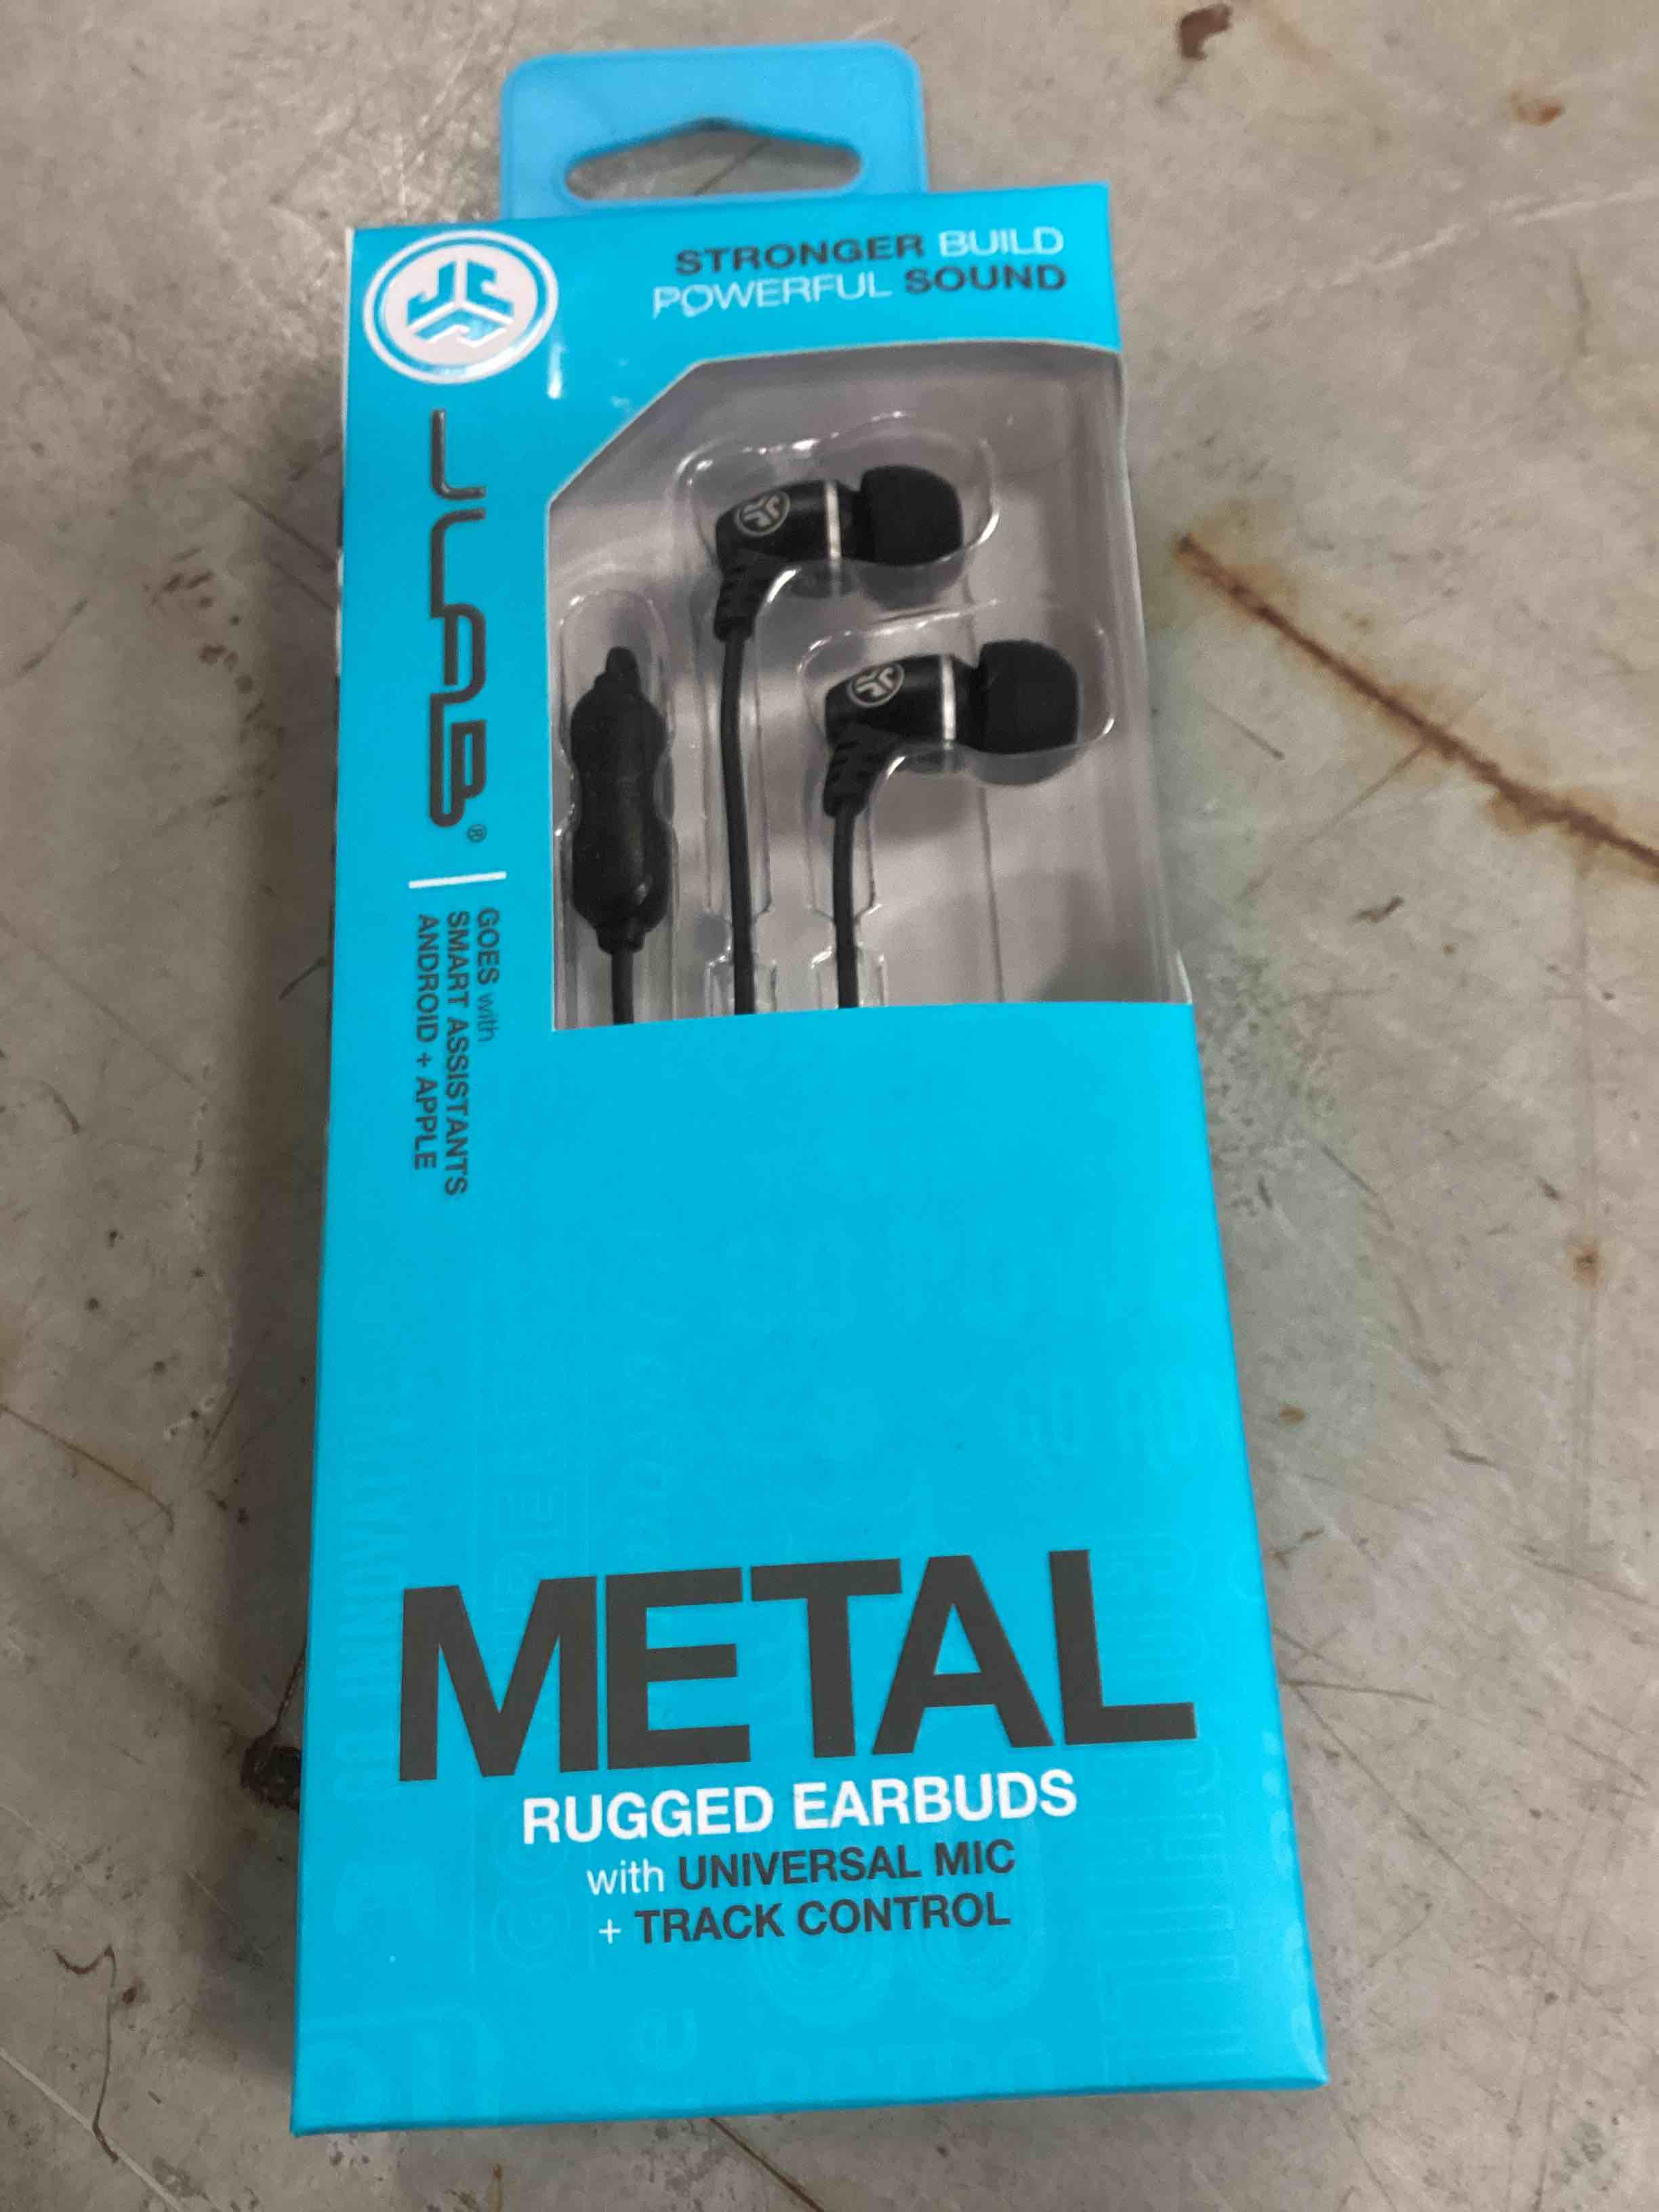 STRONGER BUILD
POWERFUL SOUND
JLAB®
GOES with
SMART ASSISTANTS
ANDROID + APPLE
METAL
RUGGED EARBUDS
with UNIVERSAL MIC
+ TRACK CONTROL